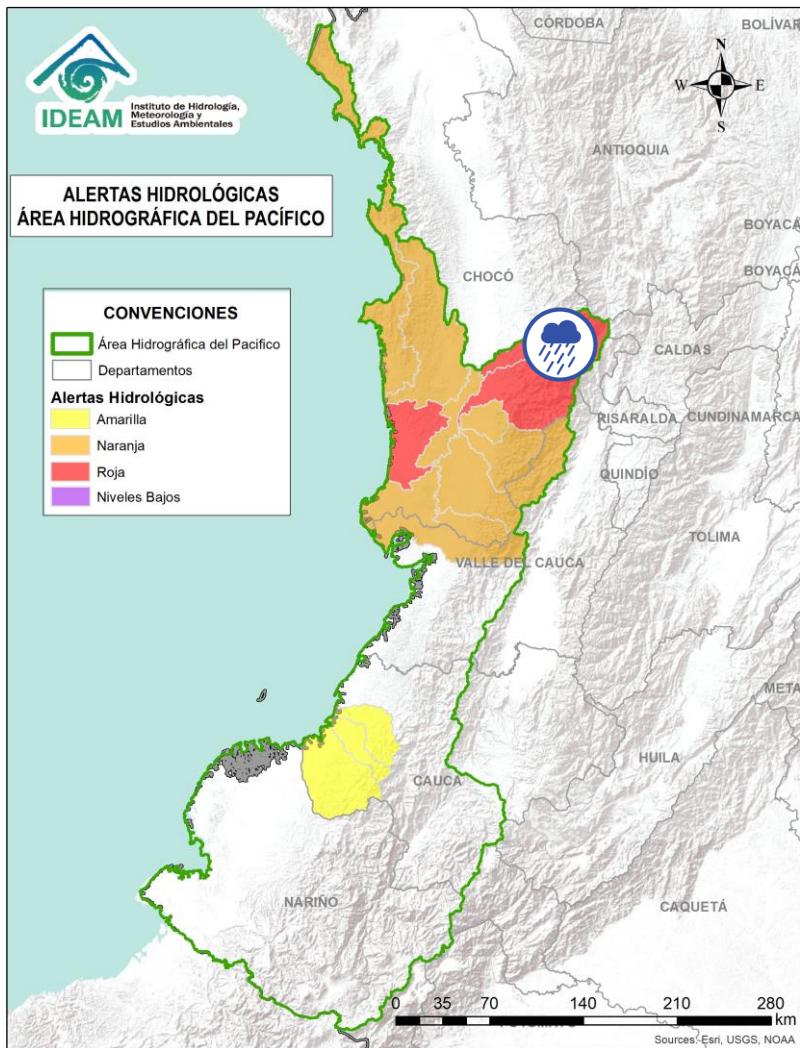 IDEAM
Instituto de Hidrología,
Meteorología y
Estudios Ambientales
CÓRDOBA
BOLÍVAR
N
W
E
S
ANTIOQUIA
ALERTAS HIDROLÓGICAS
ÁREA HIDROGRÁFICA DEL PACÍFICO
BOYACÁ
BOYACÁ
CHOCÓ
CONVENCIONES
Área Hidrográfica del Pacifico
Departamentos
Alertas Hidrológicas
Amarilla
Naranja
Roja
Niveles Bajos
CALDAS
RISARALDA
CUNDINAMARCA
QUINDÍO
TOLIMA
VALLE DEL CAUCA
META
HUILA
CAUCA
NARIÑO
CAQUETÁ
0 35 70 140 210 280
km
Sources: Esri, USGS, NOAA